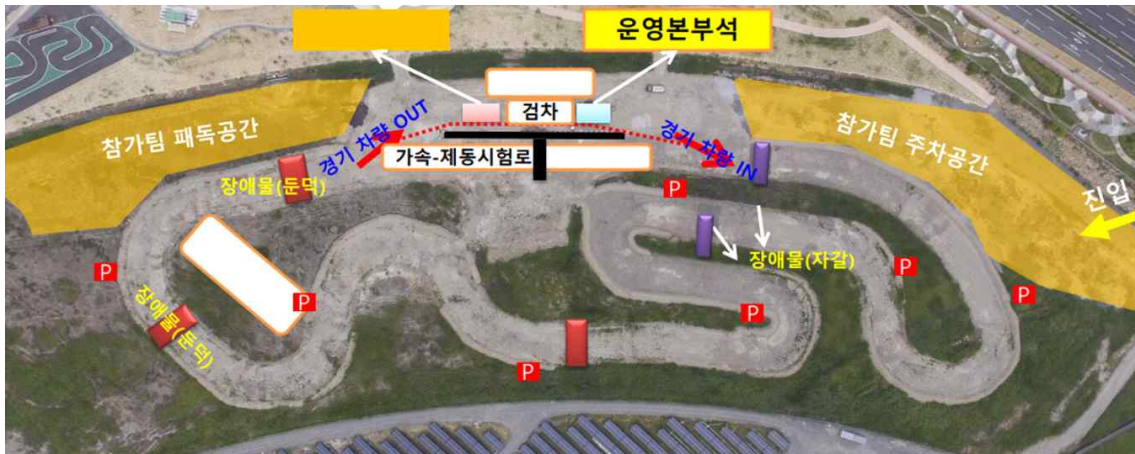 운영본부석
검차
참가팀 패독공간
경기 차량 OUT
가속-제동시험로
경기 차량 IN
참가팀 주차공간
진입
장애물(둔덕)
장애물(자갈)
장애물(둔덕)
P
P
P
P
P
P
P